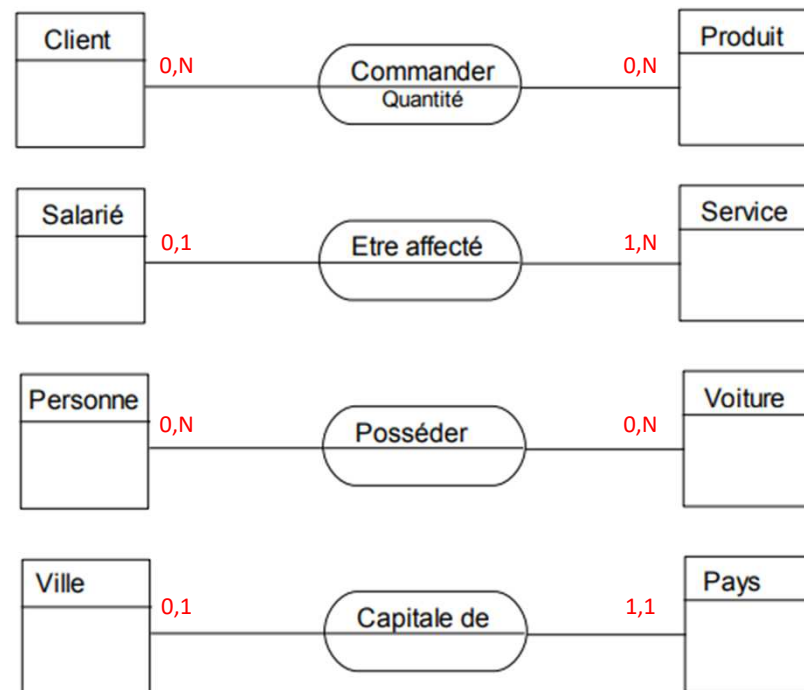 Client
Produit
0,N
Commander
0,N
Quantité
Salarié
Service
0,1
Etre affecté
1,N
Personne
Voiture
0,N
Posséder
0,N
Ville
Pays
0,1
Capitale de
1,1